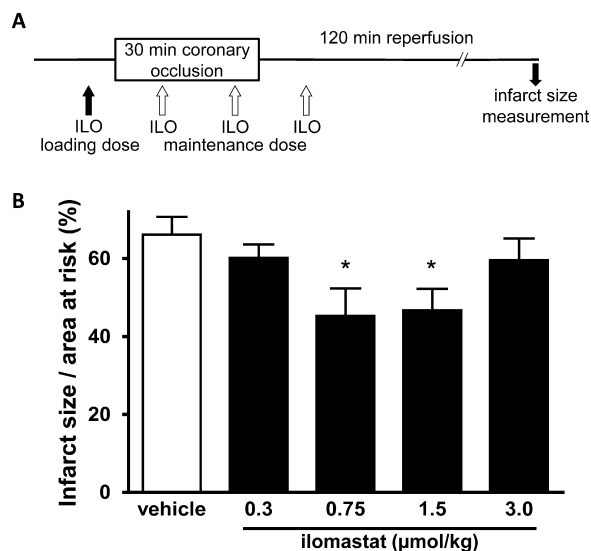 A
30 min coronary
occlusion
120 min reperfusion
ILO
loading dose
ILO
ILO
ILO
maintenance dose
infarct size
measurement
B
Infarct size / area at risk (%)
60
40
20
0
*
*
vehicle
0.3
0.75
1.5
3.0
ilomastat (μmol/kg)